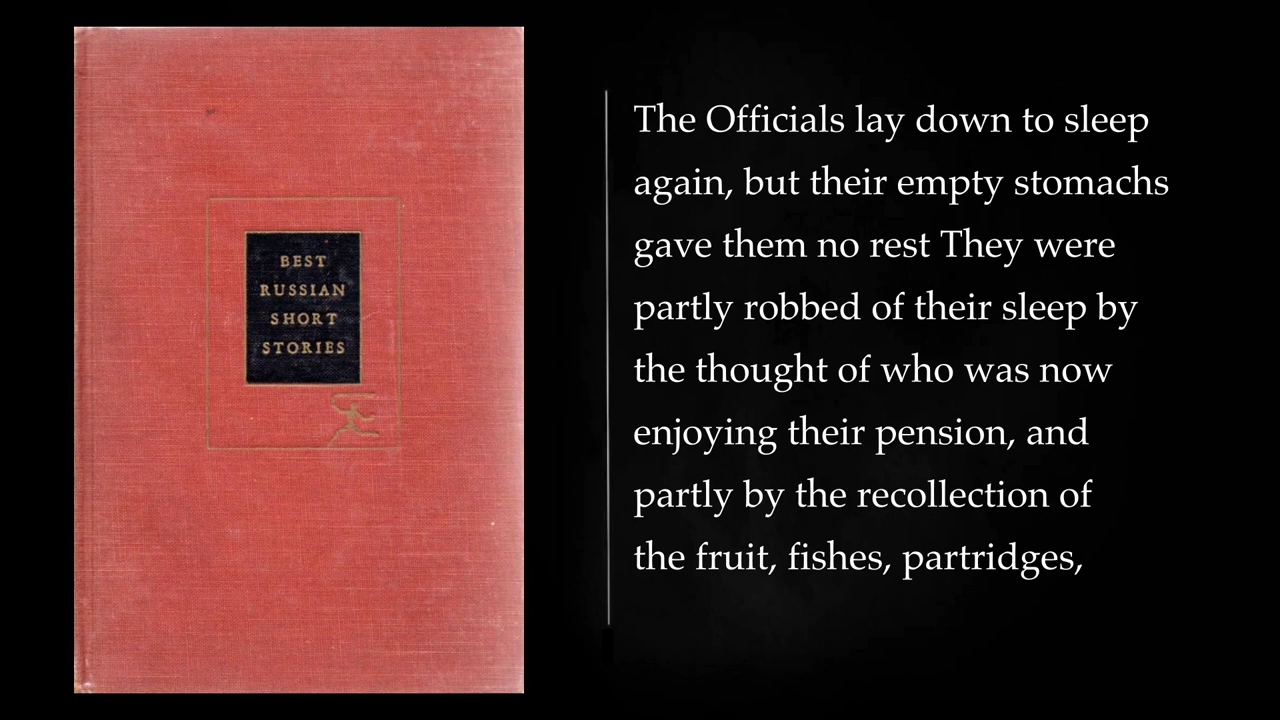 BEST
RUSSIAN
SHORT
STORIES
The Officials lay down to sleep
again, but their empty stomachs
gave them no rest They were
partly robbed of their sleep by
the thought of who was now
enjoying their pension, and
partly by the recollection of
the fruit, fishes, partridges,